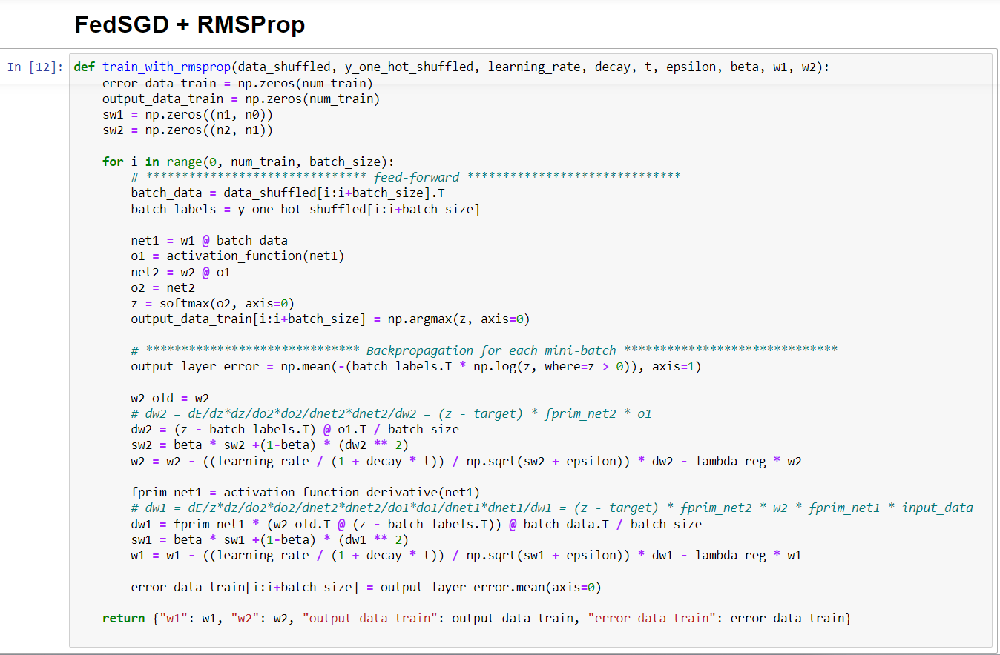 FedSGD + RMSProp
In [12]:
def train_with_rmsprop(data_shuffled, y_one_hot_shuffled, learning_rate, decay, t, epsilon, beta, w1, w2):
    error_data_train = np.zeros(num_train)
    output_data_train = np.zeros(num_train)
    sw1 = np.zeros((n1, n0))
    sw2 = np.zeros((n2, n1))

    for i in range(0, num_train, batch_size):
        # ******************************* feed-forward ******************************
        batch_data = data_shuffled[i:i+batch_size].T
        batch_labels = y_one_hot_shuffled[i:i+batch_size]

        net1 = w1 @ batch_data
        o1 = activation_function(net1)
        net2 = w2 @ o1
        o2 = net2
        z = softmax(o2, axis=0)
        output_data_train[i:i+batch_size] = np.argmax(z, axis=0)

        # ****************************** Backpropagation for each mini-batch ******************************
        output_layer_error = np.mean(-(batch_labels.T * np.log(z, where=z > 0)), axis=1)

        w2_old = w2
        # dw2 = dE/dz*dz/do2*do2/dnet2*dnet2/dw2 = (z - target) * fprim_net2 * o1
        dw2 = (z - batch_labels.T) @ o1.T / batch_size
        sw2 = beta * sw2 +(1-beta) * (dw2 ** 2)
        w2 = w2 - ((learning_rate / (1 + decay * t)) / np.sqrt(sw2 + epsilon)) * dw2 - lambda_reg * w2

        fprim_net1 = activation_function_derivative(net1)
        # dw1 = dE/z*dz/do2*do2/dnet2*dnet2/do1*do1/dnet1*dnet1/dw1 = (z - target) * fprim_net2 * w2 * fprim_net1 * input_data
        dw1 = fprim_net1 * (w2_old.T @ (z - batch_labels.T)) @ batch_data.T / batch_size
        sw1 = beta * sw1 +(1-beta) * (dw1 ** 2)
        w1 = w1 - ((learning_rate / (1 + decay * t)) / np.sqrt(sw1 + epsilon)) * dw1 - lambda_reg * w1

        error_data_train[i:i+batch_size] = output_layer_error.mean(axis=0)

    return {"w1": w1, "w2": w2, "output_data_train": output_data_train, "error_data_train": error_data_train}